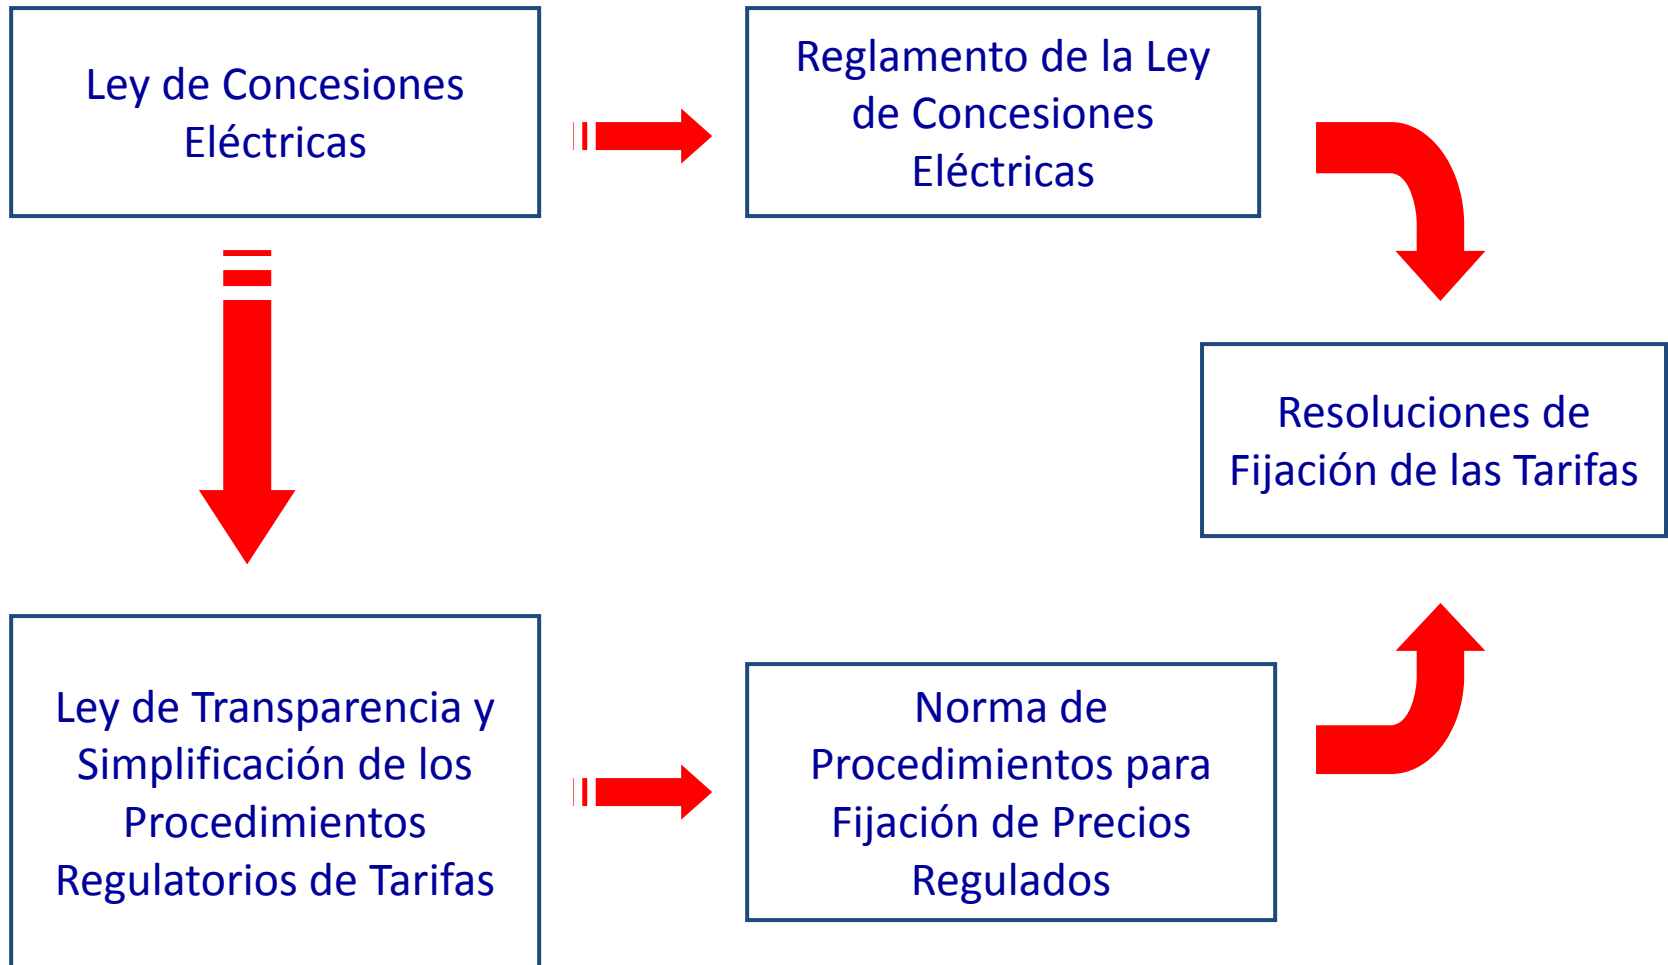 Ley de Concesiones
Eléctricas
Reglamento de la Ley
de Concesiones
Eléctricas
Resoluciones de
Fijación de las Tarifas
Ley de Transparencia y
Simplificación de los
Procedimientos
Regulatorios de Tarifas
Norma de
Procedimientos para
Fijación de Precios
Regulados